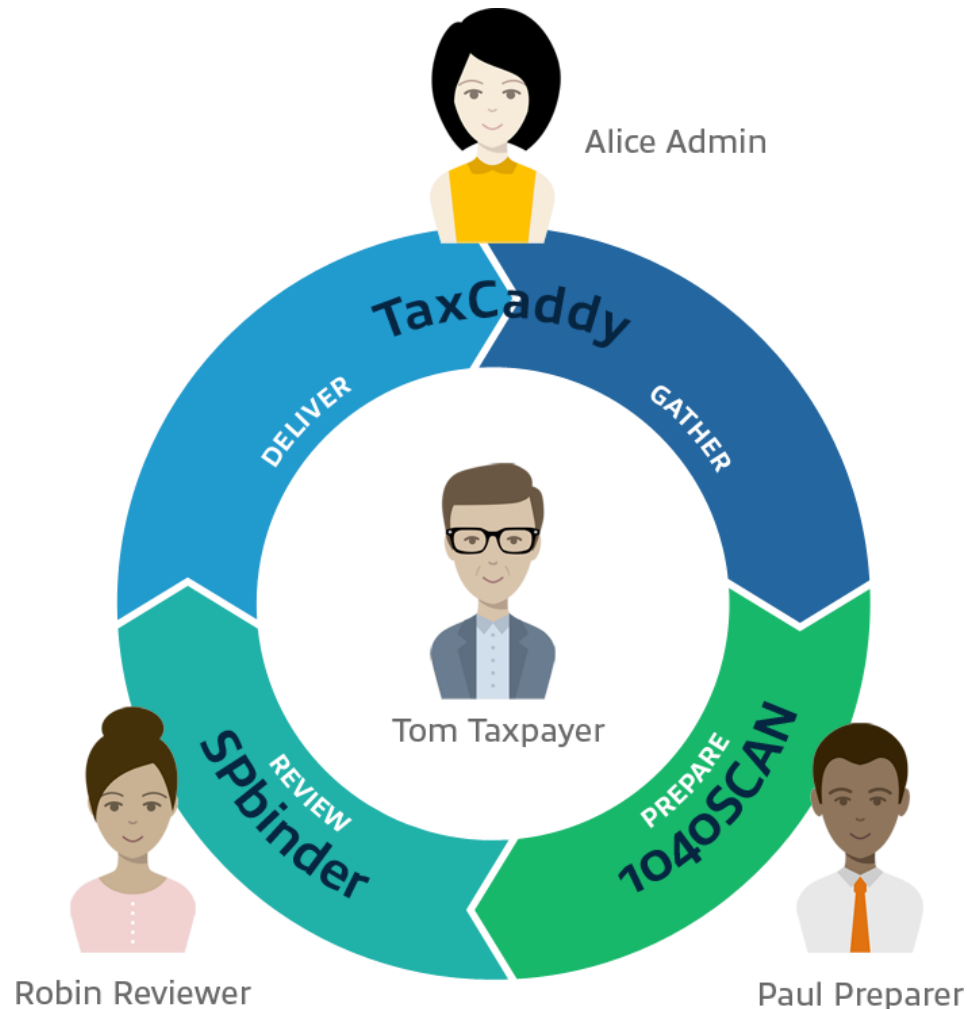 Alice Admin
TaxCaddy
DELIVER
GATHER
Tom Taxpayer
REVIEW
SPbinder
PREPARE
1040SCAN
Robin Reviewer
Paul Preparer